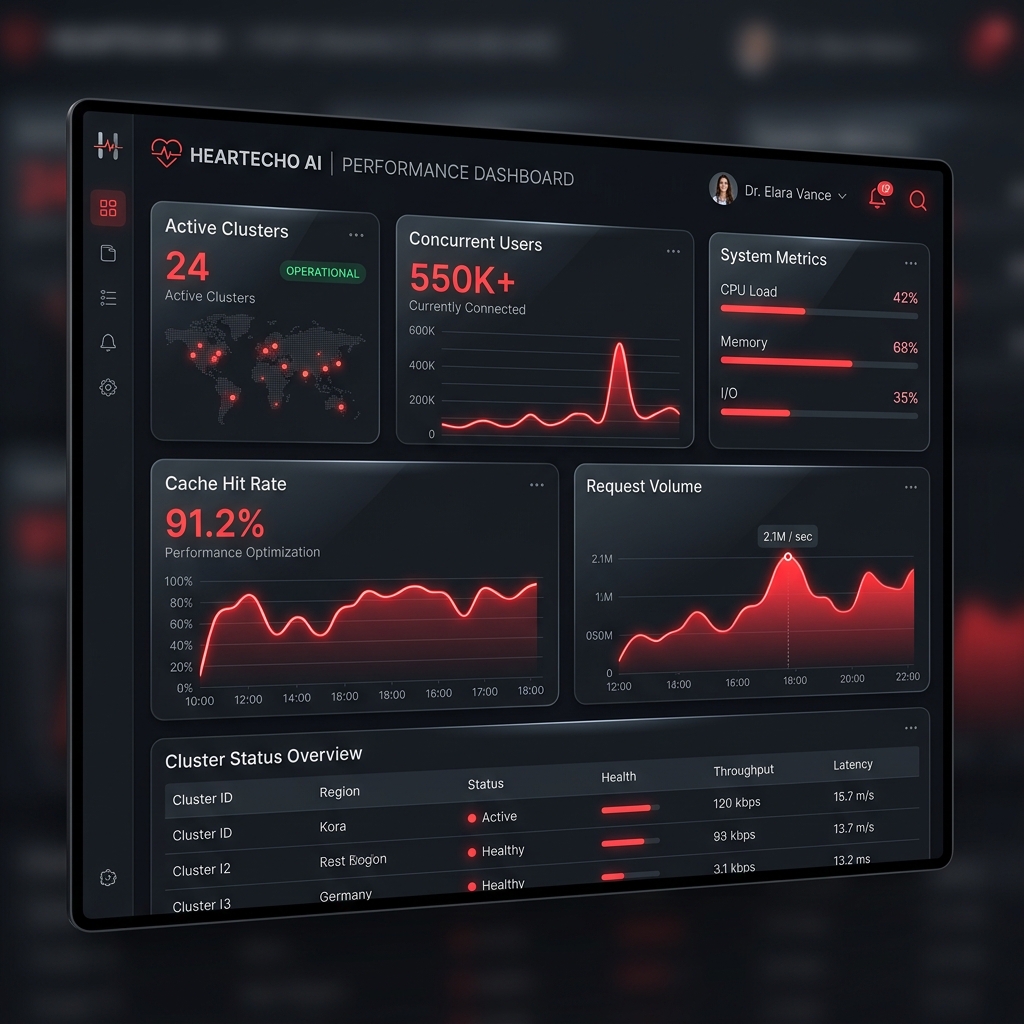 HEARTECHO AI | PERFORMANCE DASHBOARD
Dr. Elara Vance
Active Clusters
24
OPERATIONAL
Active Clusters
Concurrent Users
550K+
Currently Connected
600K
400K
200K
0
System Metrics
CPU Load
42%
Memory
68%
I/O
35%
Cache Hit Rate
91.2%
Performance Optimization
100%
80%
60%
40%
20%
0%
10:00 12:00 14:00 18:00 18:00 16:00 17:00 18:00
Request Volume
2.1M / sec
2.1M
0S0M
0
12:00 14:00 16:00 18:00 20:00 22:00
Cluster Status Overview
Cluster ID Region Status Health Throughput Latency
Cluster ID Kora Active 120 kbps 15.7 m/s
Cluster I2 Rest Healthy 93 kbps 13.7 m/s
Cluster I3 Germany Healthy 3.1 kbps 13.2 ms